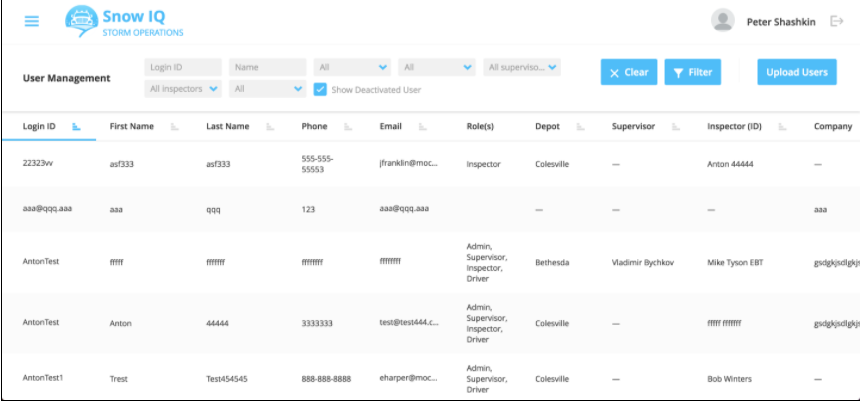 Snow IQ
STORM OPERATIONS
Peter Shashkin
User Management
Login ID Name All All All superviso...
All inspectors All Show Deactivated User
Clear Filter Upload Users
Login ID First Name Last Name Phone Email Role(s) Depot Supervisor Inspector (ID) Company
22323vv asf333 asf333 555-555-55553 jfranklin@moc... Inspector Colesville — Anton 44444 —
aaa@qqq.aaa aaa qqq 123 aaa@qqq.aaa — — — aaa
AntonTest fffff fffffff ffffffff ffffffff Admin, Supervisor, Inspector, Driver Bethesda Vladimir Bychkov Mike Tyson EBT gsdgkjsdlgkjs
AntonTest Anton 44444 3333333 test@test444.c... Admin, Supervisor, Inspector, Driver Colesville — fffff fffffff gsdgkjsdlgkjs
AntonTest1 Trest Test454545 888-888-8888 eharper@moc... Admin, Supervisor, Driver Colesville — Bob Winters —